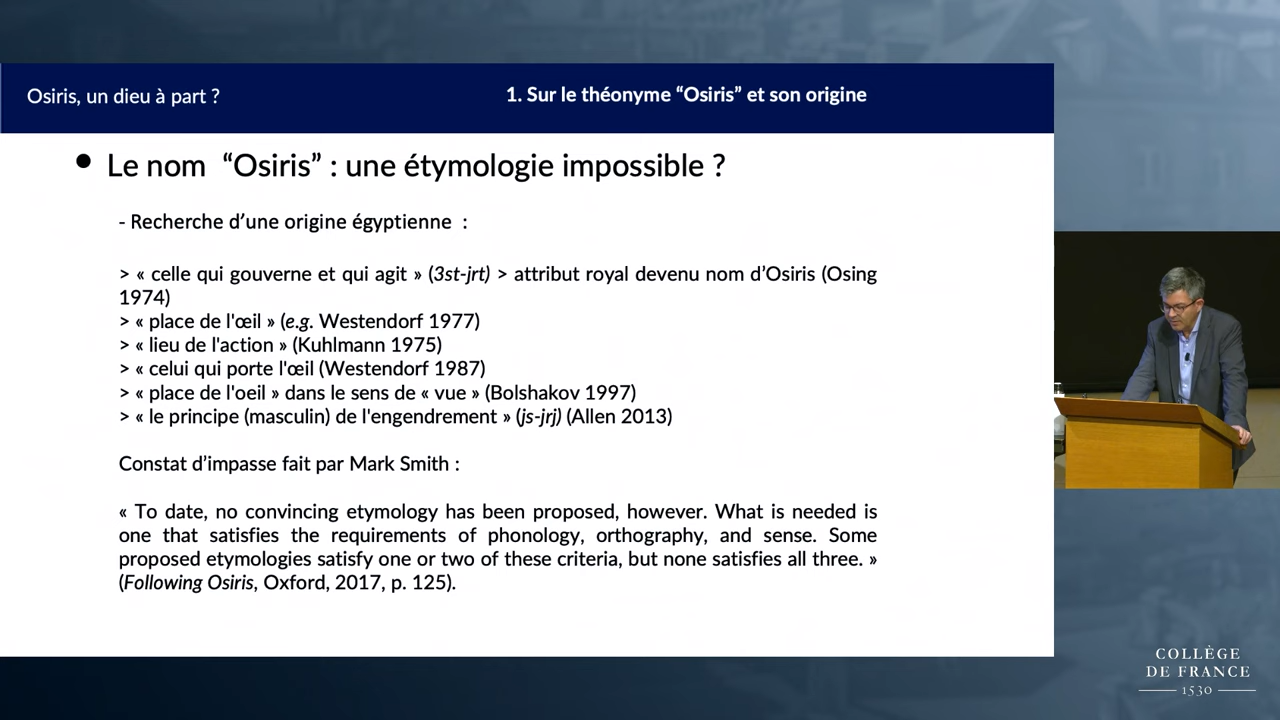 Osiris, un dieu à part ?
1. Sur le théonyme “Osiris” et son origine
● Le nom “Osiris” : une étymologie impossible ?
- Recherche d’une origine égyptienne :
> « celle qui gouverne et qui agit » (3st-jrt) > attribut royal devenu nom d’Osiris (Osing
1974)
> « place de l'œil » (e.g. Westendorf 1977)
> « lieu de l'action » (Kuhlmann 1975)
> « celui qui porte l'œil (Westendorf 1987)
> « place de l'oeil » dans le sens de « vue » (Bolshakov 1997)
> « le principe (masculin) de l'engendrement » (js-jrj) (Allen 2013)
Constat d’impasse fait par Mark Smith :
« To date, no convincing etymology has been proposed, however. What is needed is
one that satisfies the requirements of phonology, orthography, and sense. Some
proposed etymologies satisfy one or two of these criteria, but none satisfies all three. »
(Following Osiris, Oxford, 2017, p. 125).
COLLÈGE
DE FRANCE
1530